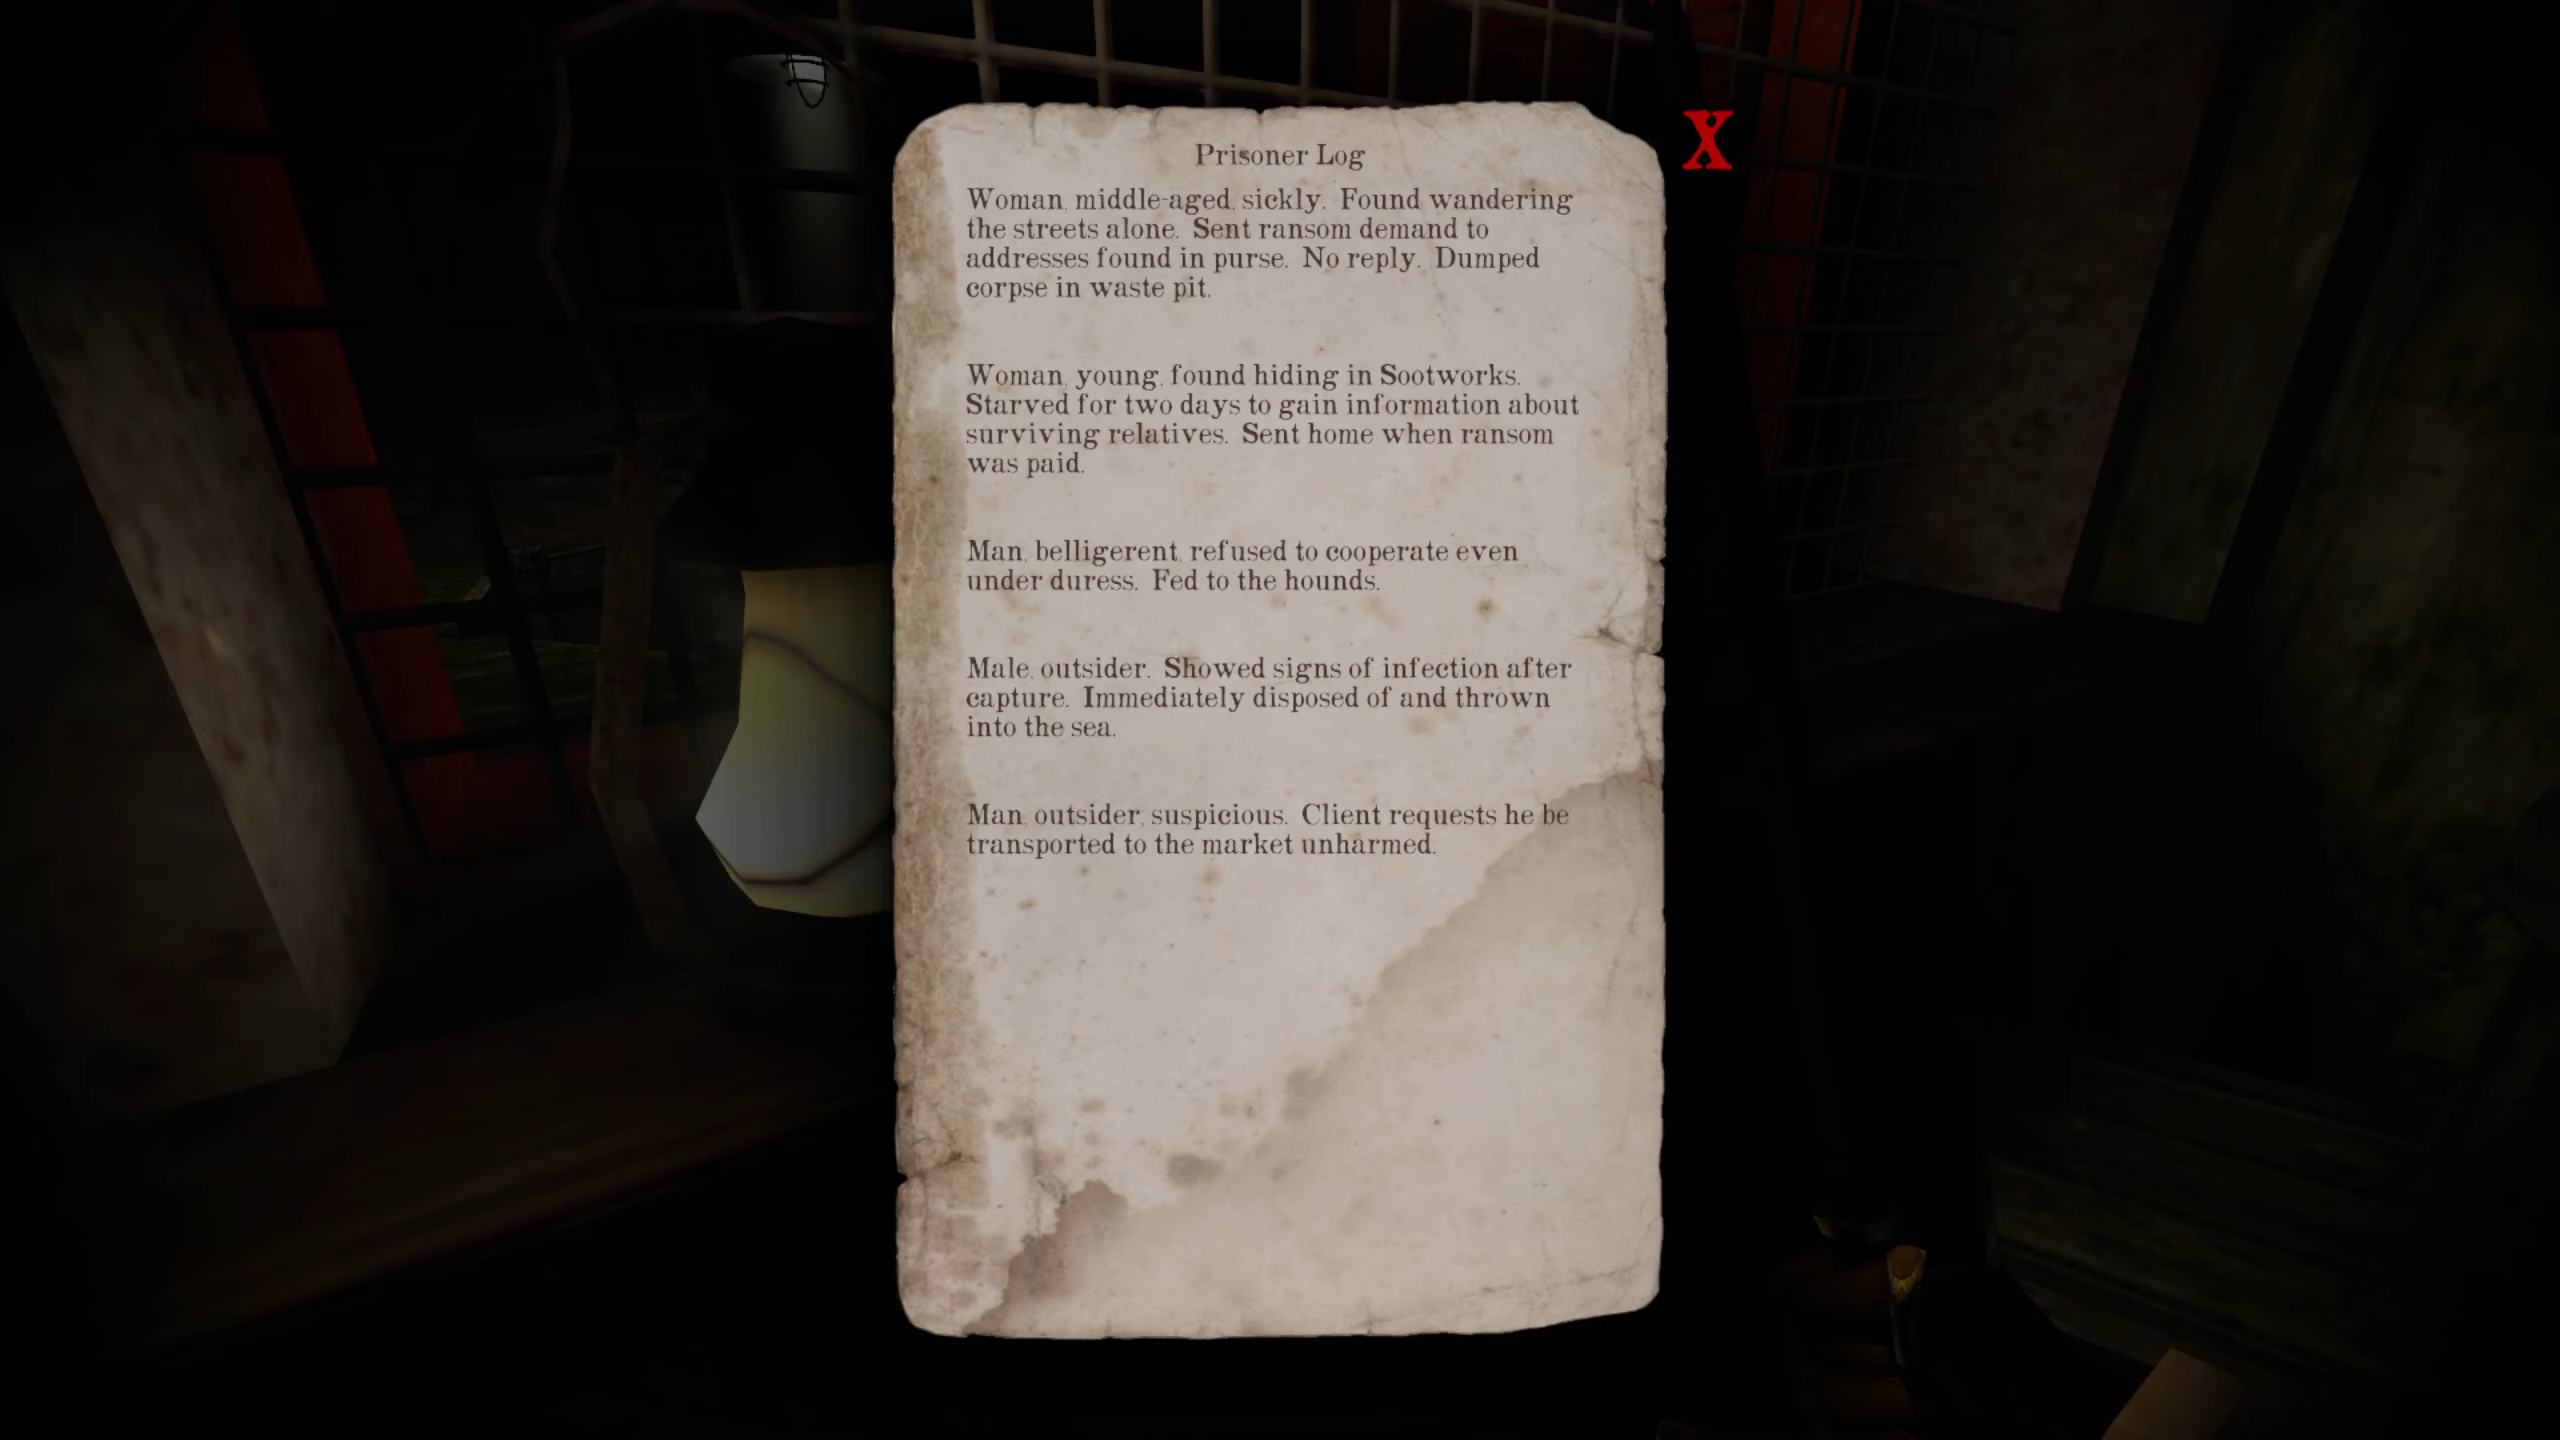 X
Prisoner Log
Woman, middle-aged, sickly. Found wandering
the streets alone. Sent ransom demand to
addresses found in purse. No reply. Dumped
corpse in waste pit.
Woman, young, found hiding in Sootworks.
Starved for two days to gain information about
surviving relatives. Sent home when ransom
was paid.
Man, belligerent, refused to cooperate even
under duress. Fed to the hounds.
Male, outsider. Showed signs of infection after
capture. Immediately disposed of and thrown
into the sea.
Man, outsider, suspicious. Client requests he be
transported to the market unharmed.